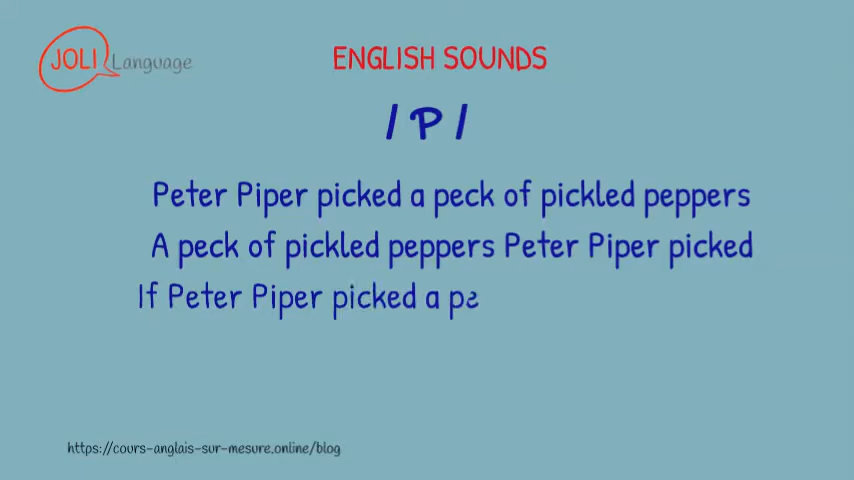 JOLI Language
ENGLISH SOUNDS
/ P /
Peter Piper picked a peck of pickled peppers
A peck of pickled peppers Peter Piper picked
If Peter Piper picked a pe
https://cours-anglais-sur-mesure.online/blog